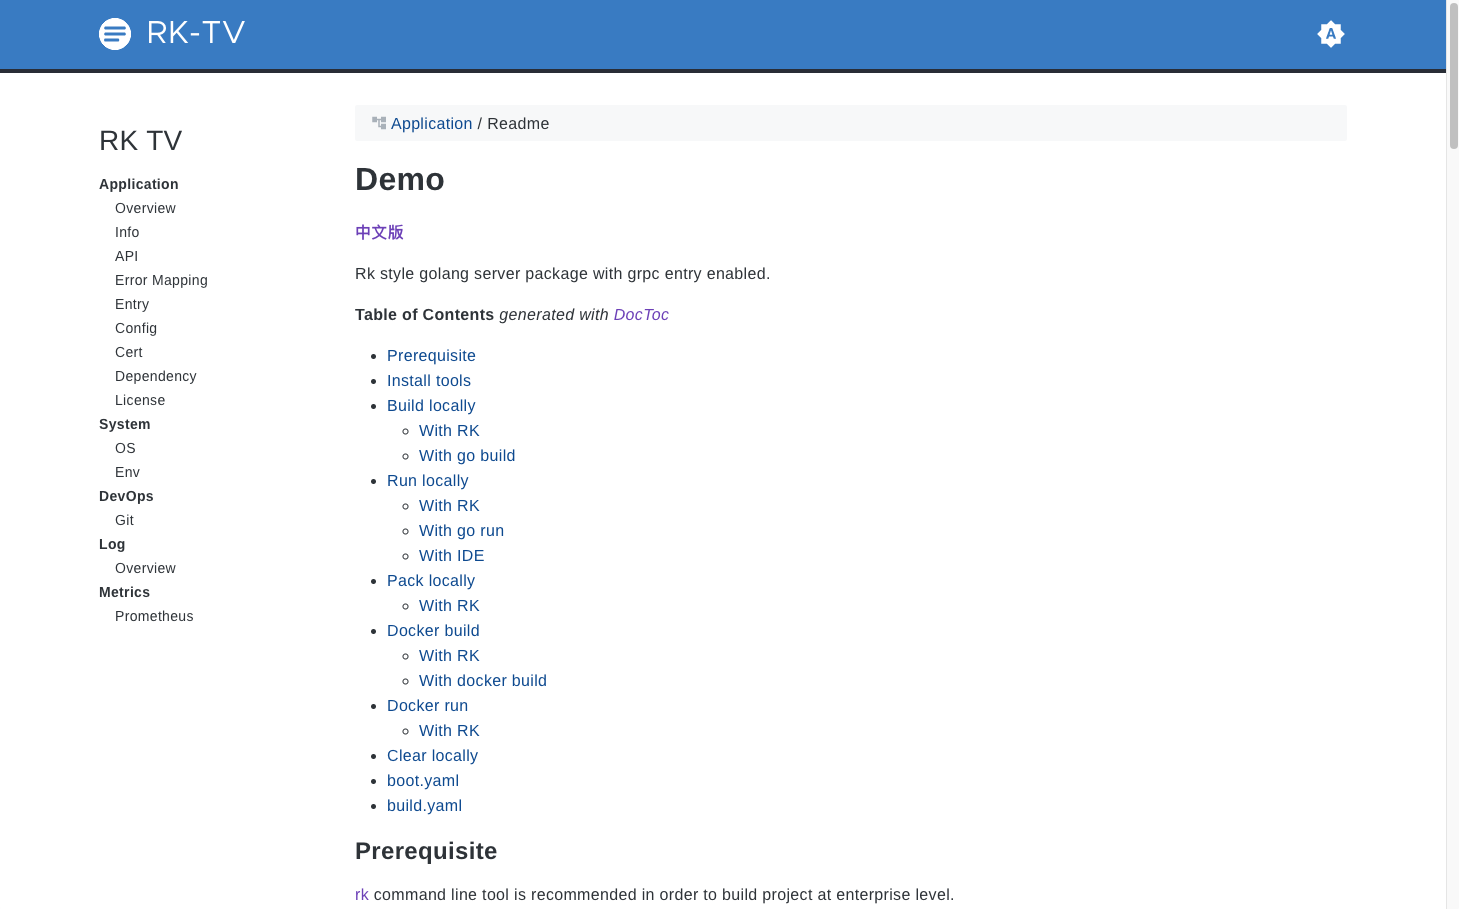 RK-TV
A
RK TV
Application
Overview
Info
API
Error Mapping
Entry
Config
Cert
Dependency
License
System
OS
Env
DevOps
Git
Log
Overview
Metrics
Prometheus
Application / Readme
Demo
中文版
Rk style golang server package with grpc entry enabled.
Table of Contents generated with DocToc
Prerequisite
Install tools
Build locally
With RK
With go build
Run locally
With RK
With go run
With IDE
Pack locally
With RK
Docker build
With RK
With docker build
Docker run
With RK
Clear locally
boot.yaml
build.yaml
Prerequisite
rk command line tool is recommended in order to build project at enterprise level.